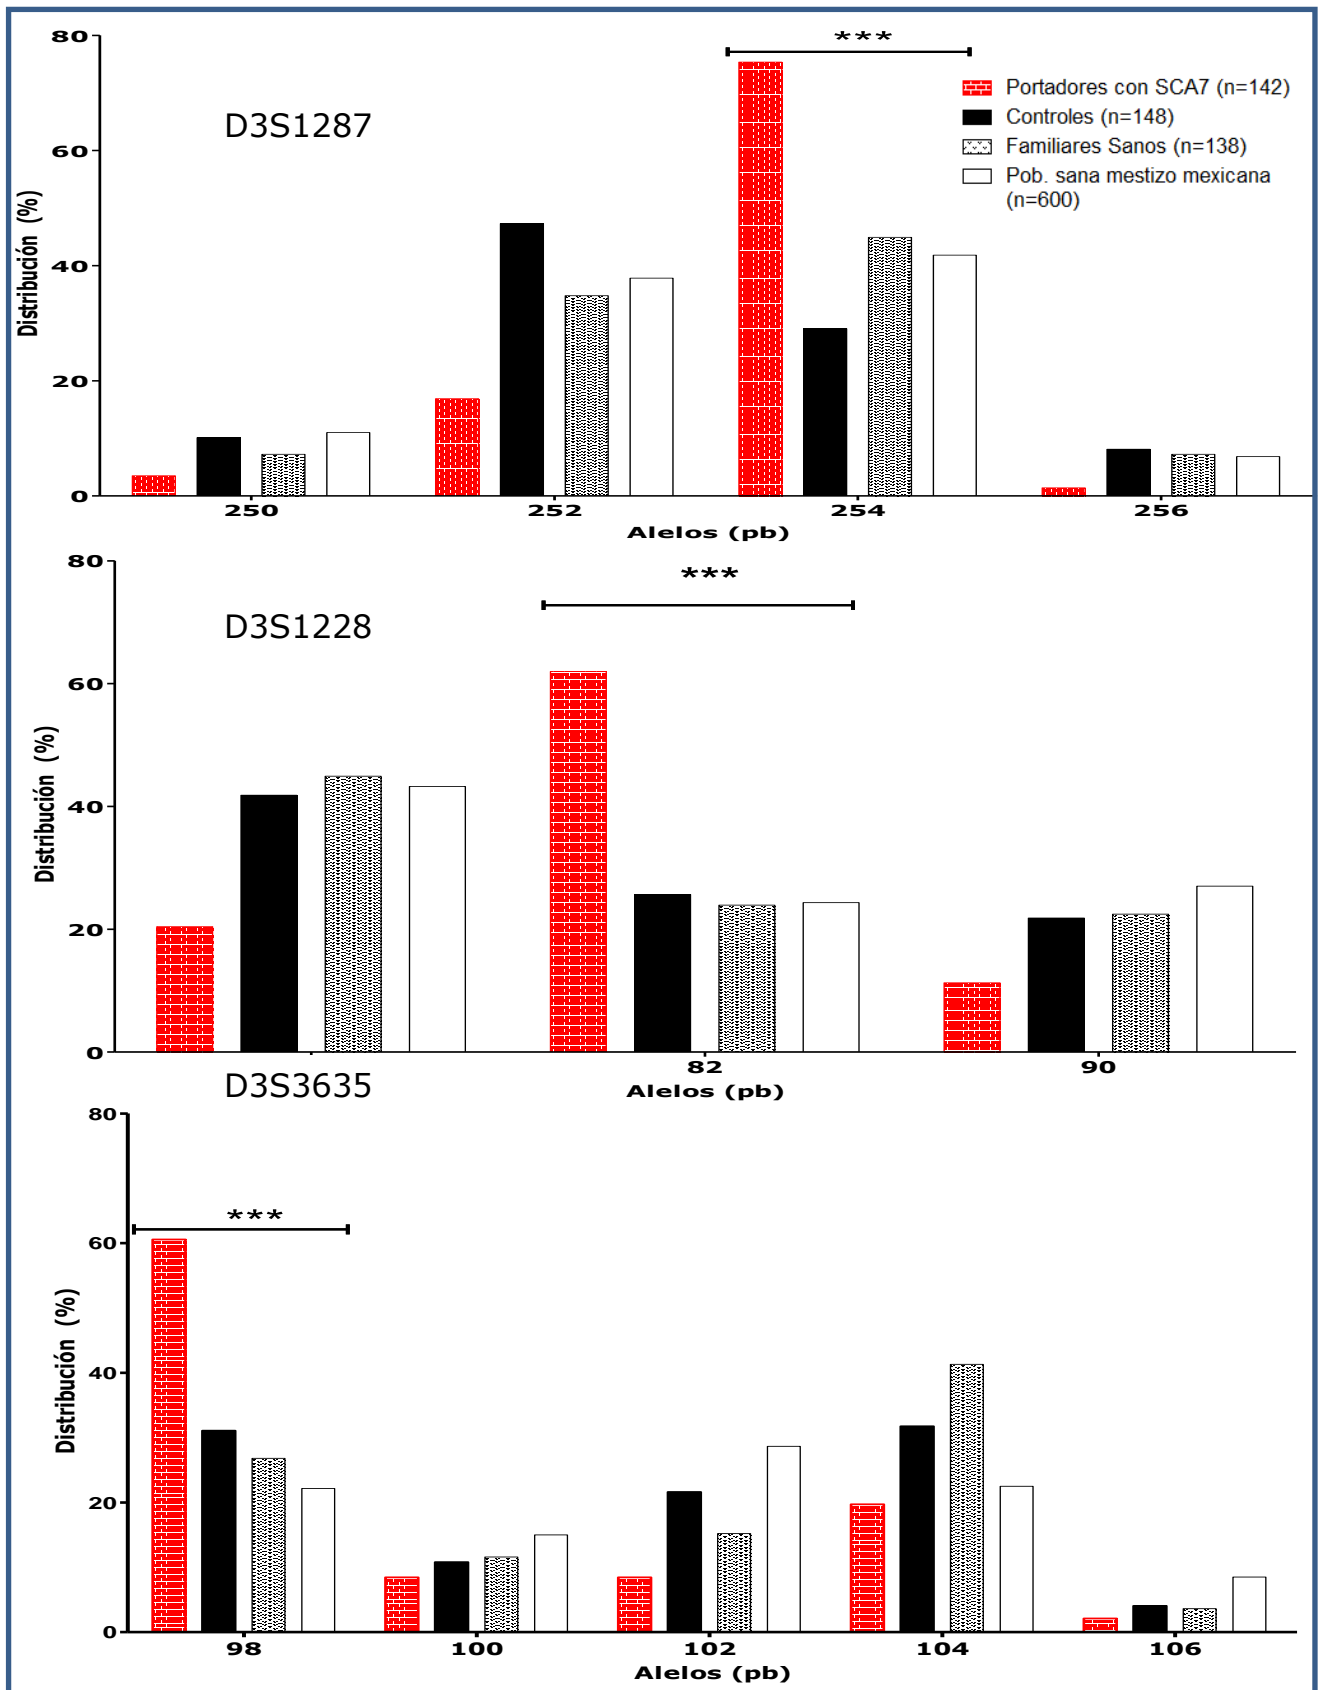 80
60
40
20
0
Distribución (%)
D3S1287
***
Portadores con SCA7 (n=142)
Controles (n=148)
Familiares Sanos (n=138)
Pob. sana mestizo mexicana
(n=600)
250 252 254 256
Alelos (pb)
80
60
40
20
0
Distribución (%)
D3S1228
***
82 90
Alelos (pb)
D3S3635
80
60
40
20
0
Distribución (%)
***
98 100 102 104 106
Alelos (pb)